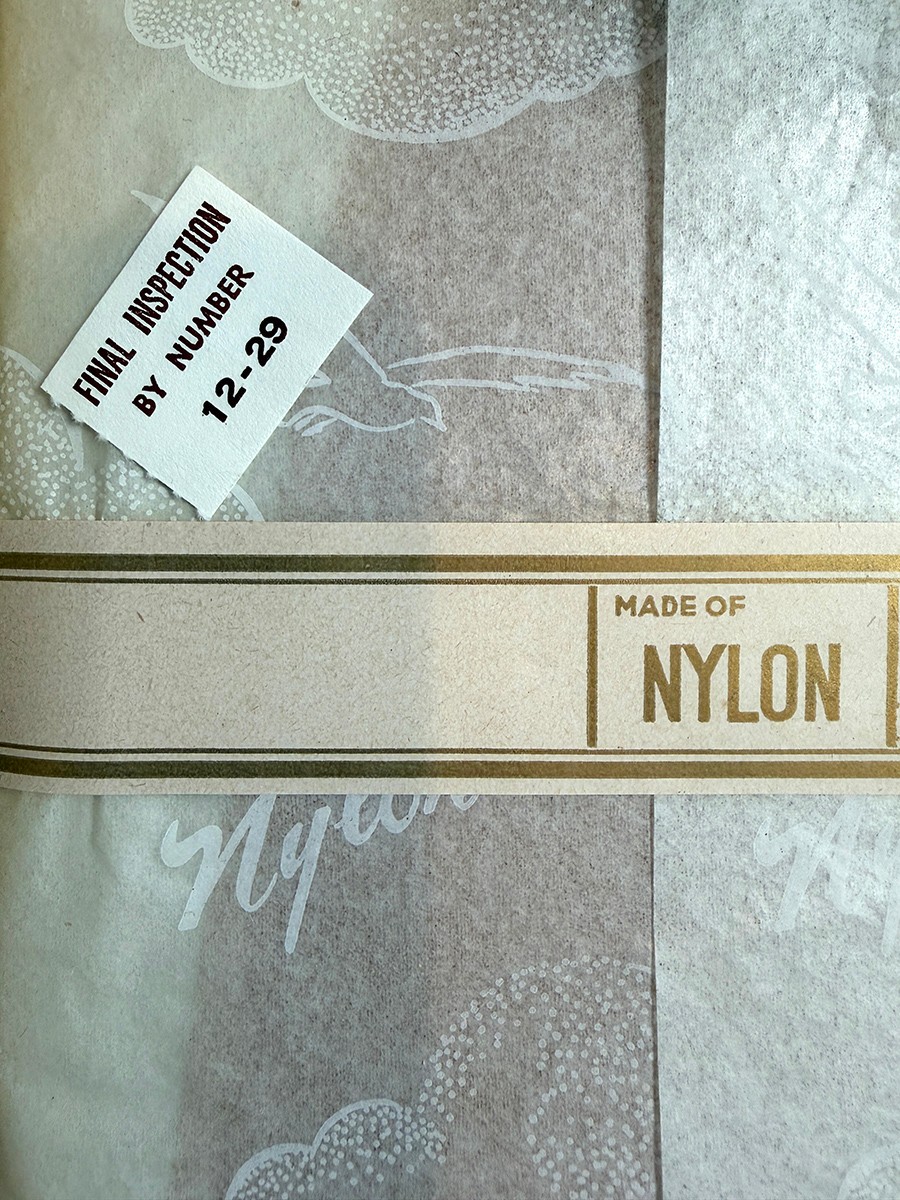 FINAL INSPECTION
BY NUMBER
12-29
MADE OF
NYLON
Nylon